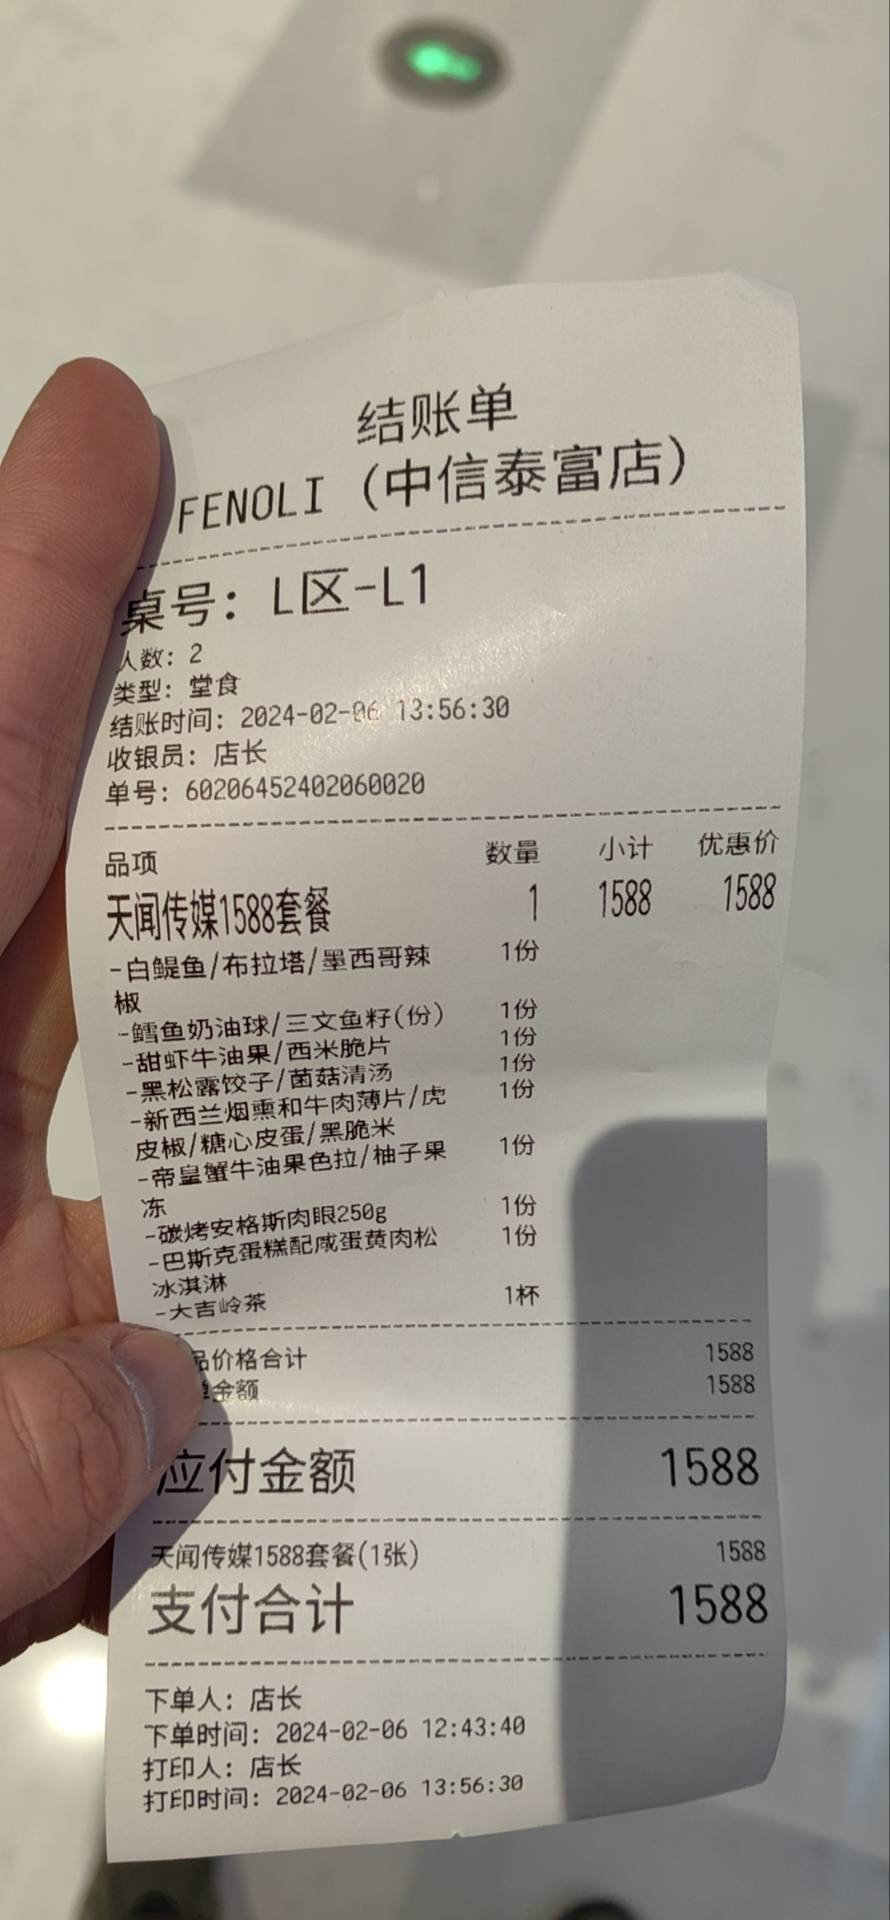 结账单
FENOLI（中信泰富店）
桌号：L区-L1
人数：2
类型：堂食
结账时间：2024-02-06 13:56:30
收银员：店长
单号：60206452402060020
品项 数量 小计 优惠价
天闻传媒1588套餐 1 1588 1588
-白鳀鱼/布拉塔/墨西哥辣 1份
椒
-鳕鱼奶油球/三文鱼籽(份) 1份
-甜虾牛油果/西米脆片 1份
-黑松露饺子/菌菇清汤 1份
-新西兰烟熏和牛肉薄片/虎 1份
皮椒/糖心皮蛋/黑脆米
-帝皇蟹牛油果色拉/柚子果 1份
冻
-碳烤安格斯肉眼250g 1份
-巴斯克蛋糕配咸蛋黄肉松 1份
冰淇淋
-大吉岭茶 1杯
品价格合计 1588
单金额 1588
应付金额 1588
天闻传媒1588套餐(1张) 1588
支付合计 1588
下单人：店长
下单时间：2024-02-06 12:43:40
打印人：店长
打印时间：2024-02-06 13:56:30